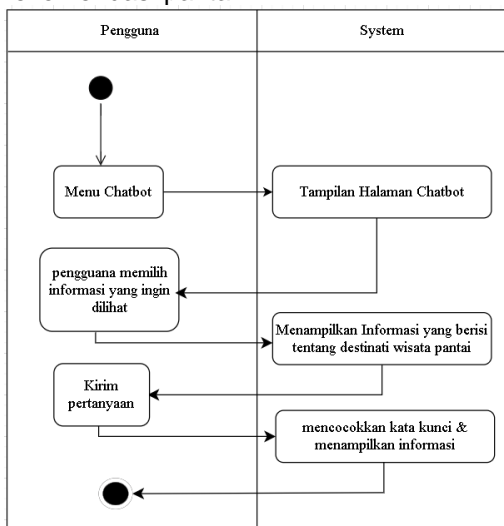 Pengguna
System
Menu Chatbot
Tampilan Halaman Chatbot
pengguana memilih
informasi yang ingin
dilihat
Menampilkan Informasi yang berisi
tentang destinati wisata pantai
Kirim
pertanyaan
mencocokkan kata kunci &
menampilkan informasi